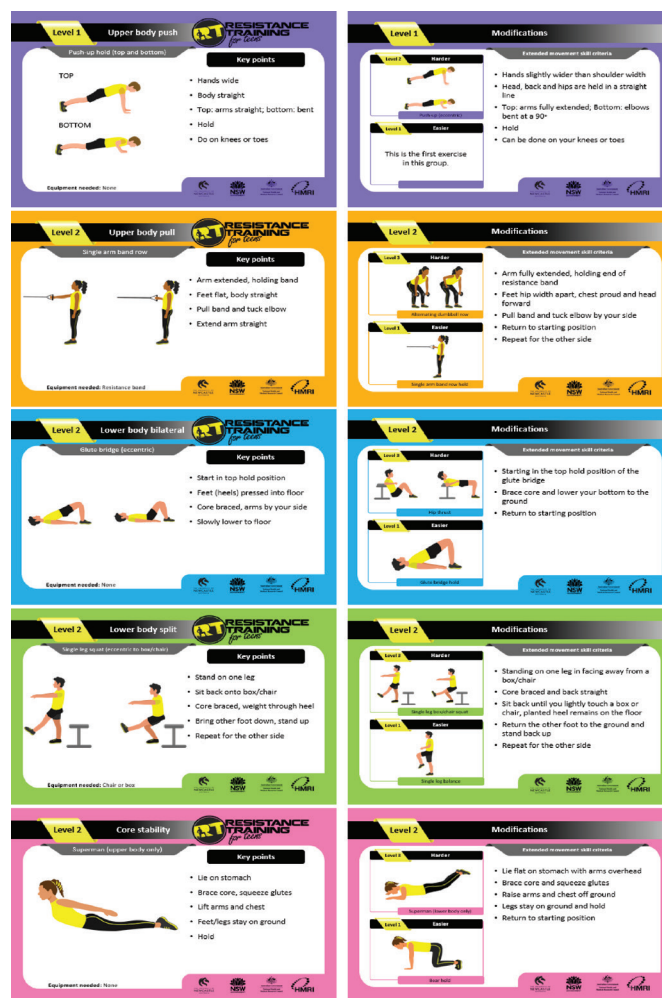 Level 1
Upper body push
RT RESISTANCE
TRAINING
for teens
Push-up hold (top and bottom)
Key points
TOP
BOTTOM
• Hands wide
• Body straight
• Top: arms straight; bottom: bent
• Hold
• Do on knees or toes
Equipment needed: None
NSW
HMRI
Level 1
Modifications
Extended movement skill criteria
Level 2
Harder
Level 1
Easier
This is the first exercise
in this group.
• Hands slightly wider than shoulder width
• Head, back and hips are held in a straight
line
• Top: arms fully extended; Bottom: elbows
bent at a 90°
• Hold
• Can be done on your knees or toes
NSW
HMRI
Level 2
Upper body pull
RT RESISTANCE
TRAINING
for teens
Single arm band row
Key points
• Arm extended, holding band
• Feet flat, body straight
• Pull band and tuck elbow
• Extend arm straight
Equipment needed: Resistance band
NSW
HMRI
Level 2
Modifications
Extended movement skill criteria
Level 3
Harder
Alternating dumbbell row
Level 1
Easier
Single arm band row hold
• Arm fully extended, holding end of
resistance band
• Feet hip width apart, chest proud and head
forward
• Pull band and tuck elbow by your side
• Return to starting position
• Repeat for the other side
NSW
HMRI
Level 2
Lower body bilateral
RT RESISTANCE
TRAINING
for teens
Glute bridge (eccentric)
Key points
• Start in top hold position
• Feet (heels) pressed into floor
• Core braced, arms by your side
• Slowly lower to floor
Equipment needed: None
NSW
HMRI
Level 2
Modifications
Extended movement skill criteria
Level 3
Harder
Hip thrust
Level 1
Easier
Glute bridge hold
• Starting in the top hold position of the
glute bridge
• Brace core and lower your bottom to the
ground
• Return to starting position
NSW
HMRI
Level 2
Lower body split
RT RESISTANCE
TRAINING
for teens
Single leg squat (eccentric to box/chair)
Key points
• Stand on one leg
• Sit back onto box/chair
• Core braced, weight through heel
• Bring other foot down, stand up
• Repeat for the other side
Equipment needed: Chair or box
NSW
HMRI
Level 2
Modifications
Extended movement skill criteria
Level 3
Harder
Single leg box/chair squat
Level 1
Easier
Single leg balance
• Standing on one leg in facing away from a
box/chair
• Core braced and back straight
• Sit back until you lightly touch a box or
chair, planted heel remains on the floor
• Return the other foot to the ground and
stand back up
• Repeat for the other side
NSW
HMRI
Level 2
Core stability
RT RESISTANCE
TRAINING
for teens
Superman (upper body only)
Key points
• Lie on stomach
• Brace core, squeeze glutes
• Lift arms and chest
• Feet/legs stay on ground
• Hold
Equipment needed: None
NSW
HMRI
Level 2
Modifications
Extended movement skill criteria
Level 3
Harder
Superman (lower body only)
Level 1
Easier
Bear hold
• Lie flat on stomach with arms overhead
• Brace core and squeeze glutes
• Raise arms and chest off ground
• Legs stay on ground and hold
• Return to starting position
NSW
HMRI